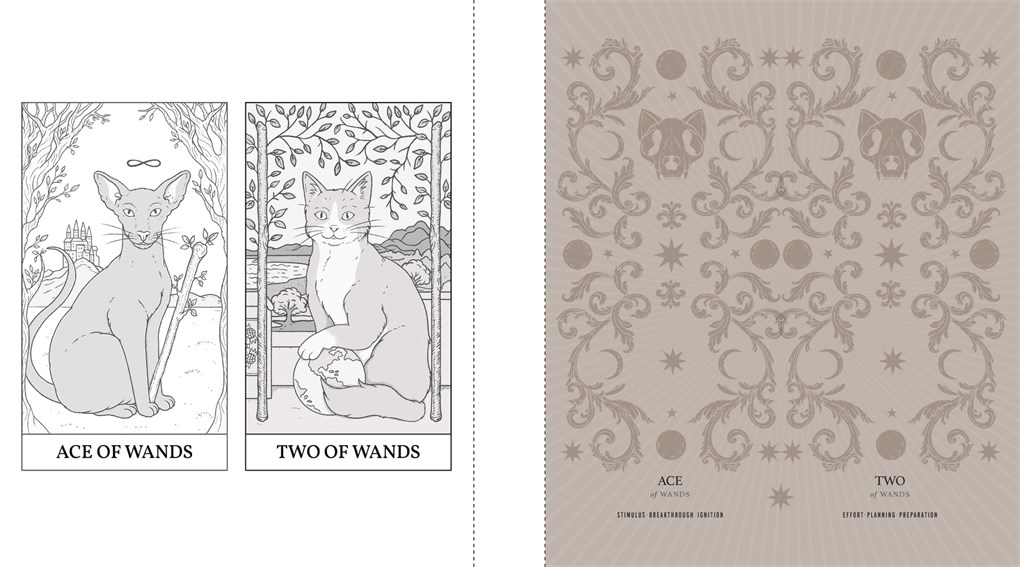 ACE OF WANDS
TWO OF WANDS
ACE
of WANDS
STIMULUS·BREAKTHROUGH IGNITION
TWO
of WANDS
EFFORT·PLANNING PREPARATION